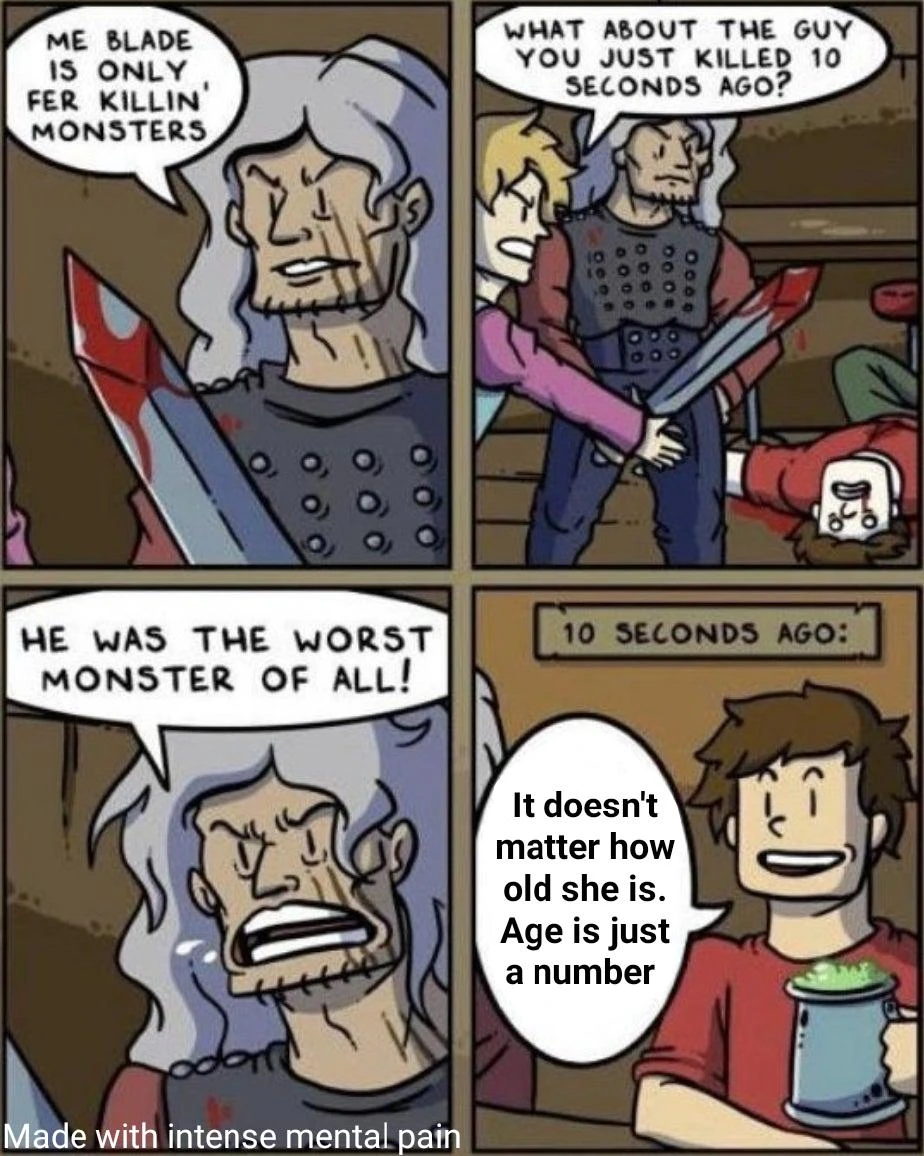 ME BLADE
IS ONLY
FER KILLIN'
MONSTERS
WHAT ABOUT THE GUY
YOU JUST KILLED 10
SECONDS AGO?
HE WAS THE WORST
MONSTER OF ALL!
10 SECONDS AGO:
It doesn't
matter how
old she is.
Age is just
a number
Made with intense mental pain